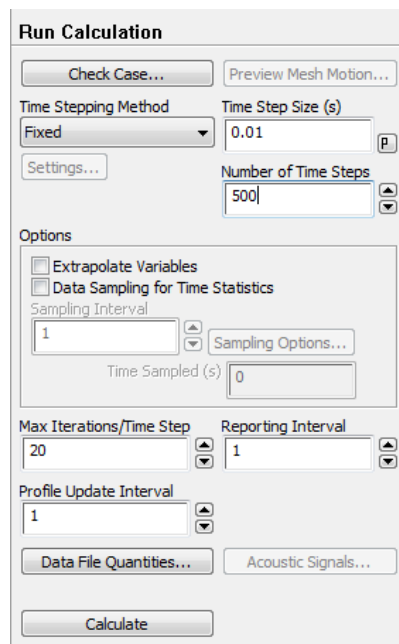 Run Calculation
Check Case... Preview Mesh Motion...
Time Stepping Method Time Step Size (s)
Fixed 0.01 P
Settings... Number of Time Steps
500
Options
Extrapolate Variables
Data Sampling for Time Statistics
Sampling Interval
1 Sampling Options...
Time Sampled (s) 0
Max Iterations/Time Step Reporting Interval
20 1
Profile Update Interval
1
Data File Quantities... Acoustic Signals...
Calculate